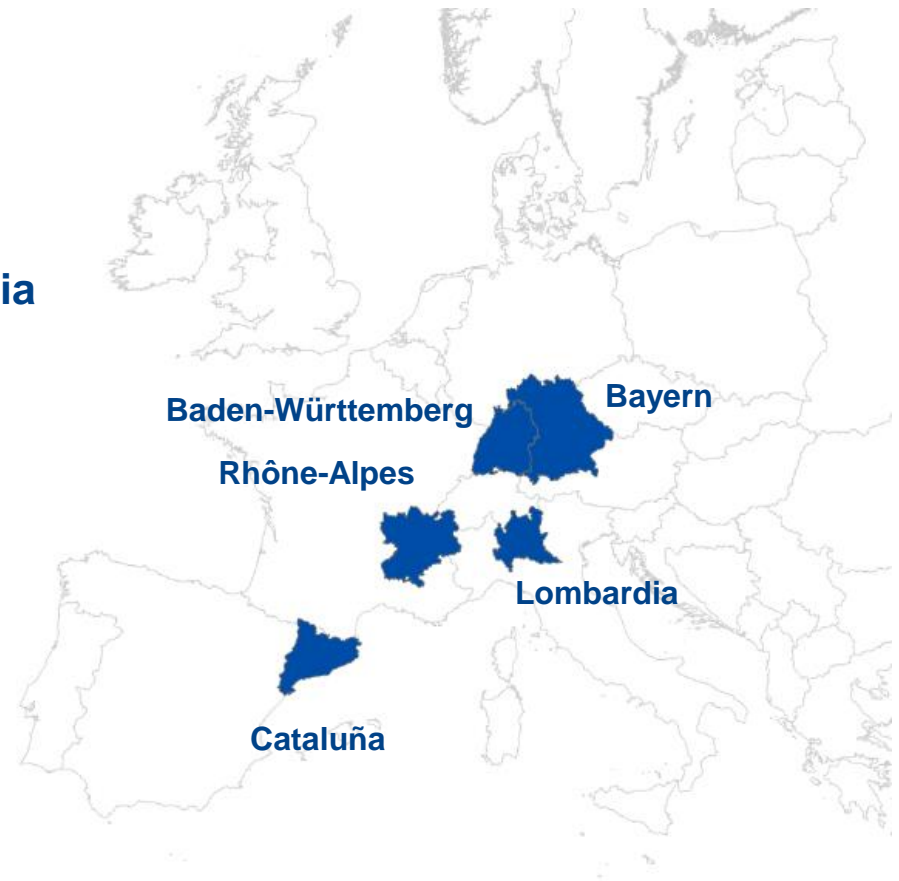 ia
Baden-Württemberg
Bayern
Rhône-Alpes
Lombardia
Cataluña